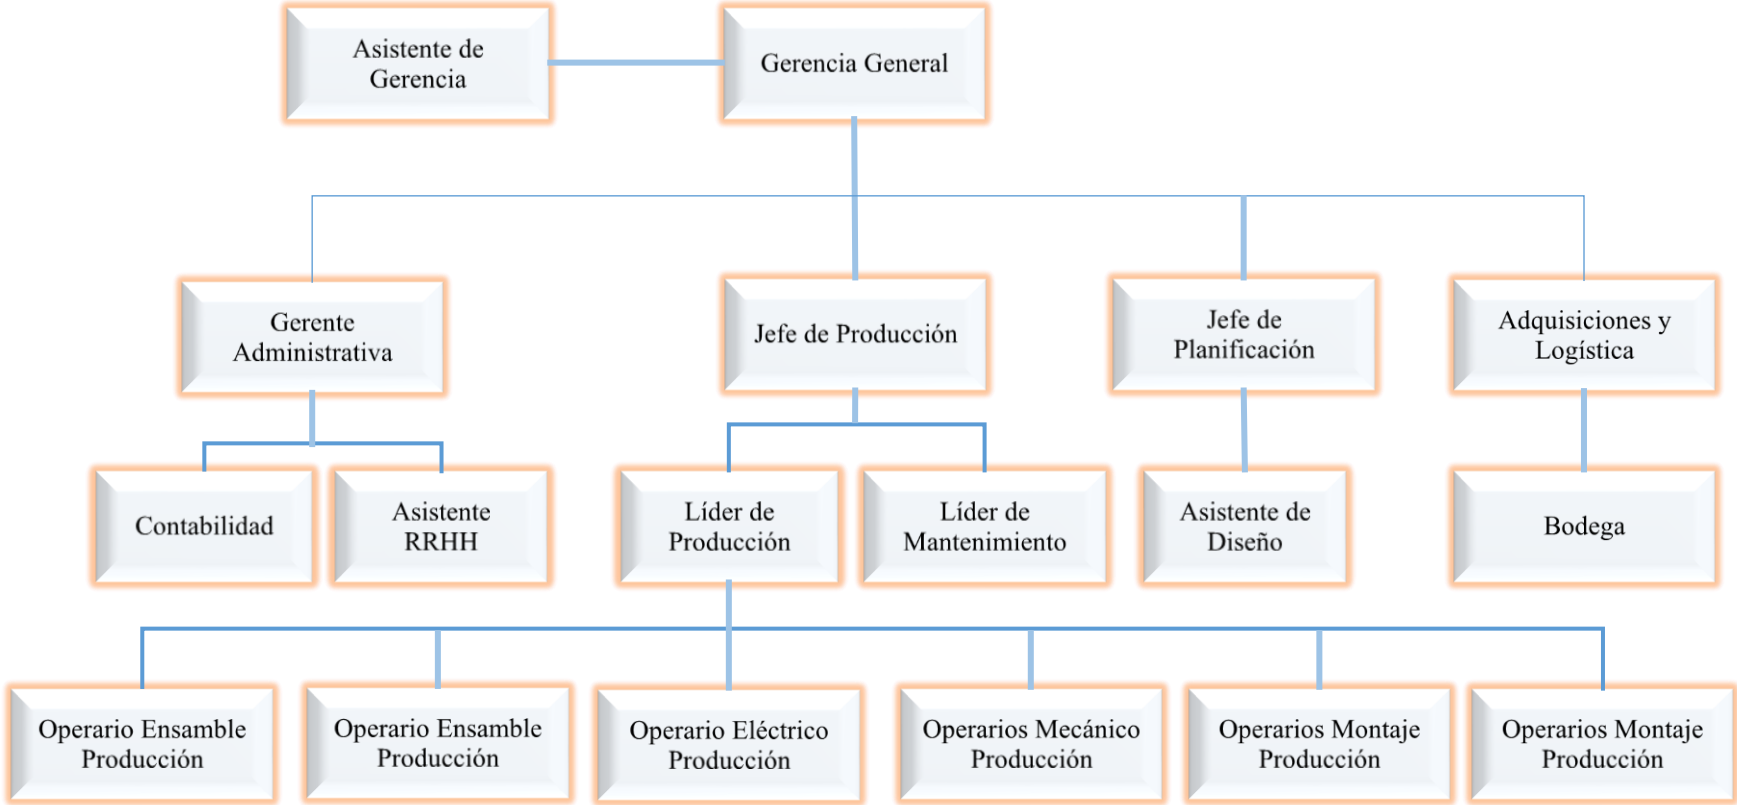 Asistente de
Gerencia
Gerencia General
Gerente
Administrativa
Jefe de Producción
Jefe de
Planificación
Adquisiciones y
Logística
Contabilidad
Asistente
RRHH
Líder de
Producción
Líder de
Mantenimiento
Asistente de
Diseño
Bodega
Operario Ensamble
Producción
Operario Ensamble
Producción
Operario Eléctrico
Producción
Operarios Mecánico
Producción
Operarios Montaje
Producción
Operarios Montaje
Producción